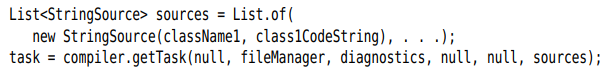 List<StringSource> sources = List.of(
new StringSource(className1, class1CodeString), . . .);
task = compiler.getTask(null, fileManager, diagnostics, null, null, sources);